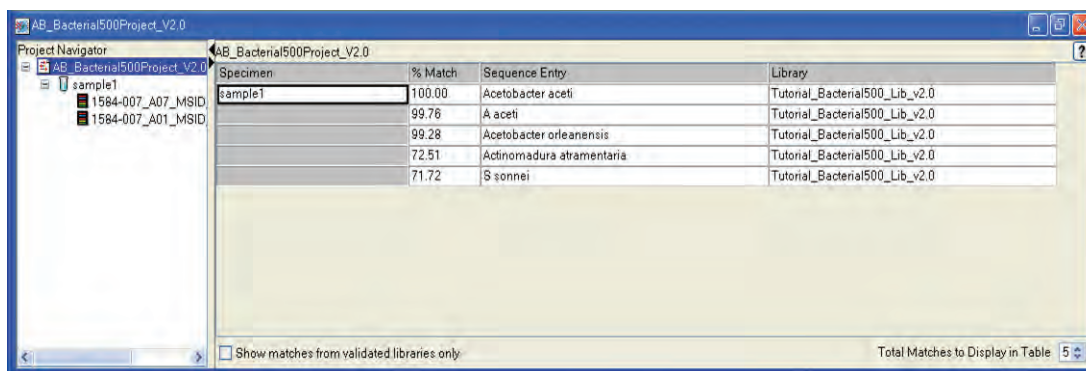 AB_Bacterial500Project_V2.0
Project Navigator
AB_Bacterial500Project_V2.0
sample1
1584-007_A07_MSID
1584-007_A01_MSID
AB_Bacterial500Project_V2.0
?
Specimen % Match Sequence Entry Library
sample1 100.00 Acetobacter aceti Tutorial_Bacterial500_Lib_v2.0
99.76 A aceti Tutorial_Bacterial500_Lib_v2.0
99.28 Acetobacter orleanensis Tutorial_Bacterial500_Lib_v2.0
72.51 Actinomadura atramentaria Tutorial_Bacterial500_Lib_v2.0
71.72 S sonnei Tutorial_Bacterial500_Lib_v2.0
Show matches from validated libraries only Total Matches to Display in Table 5